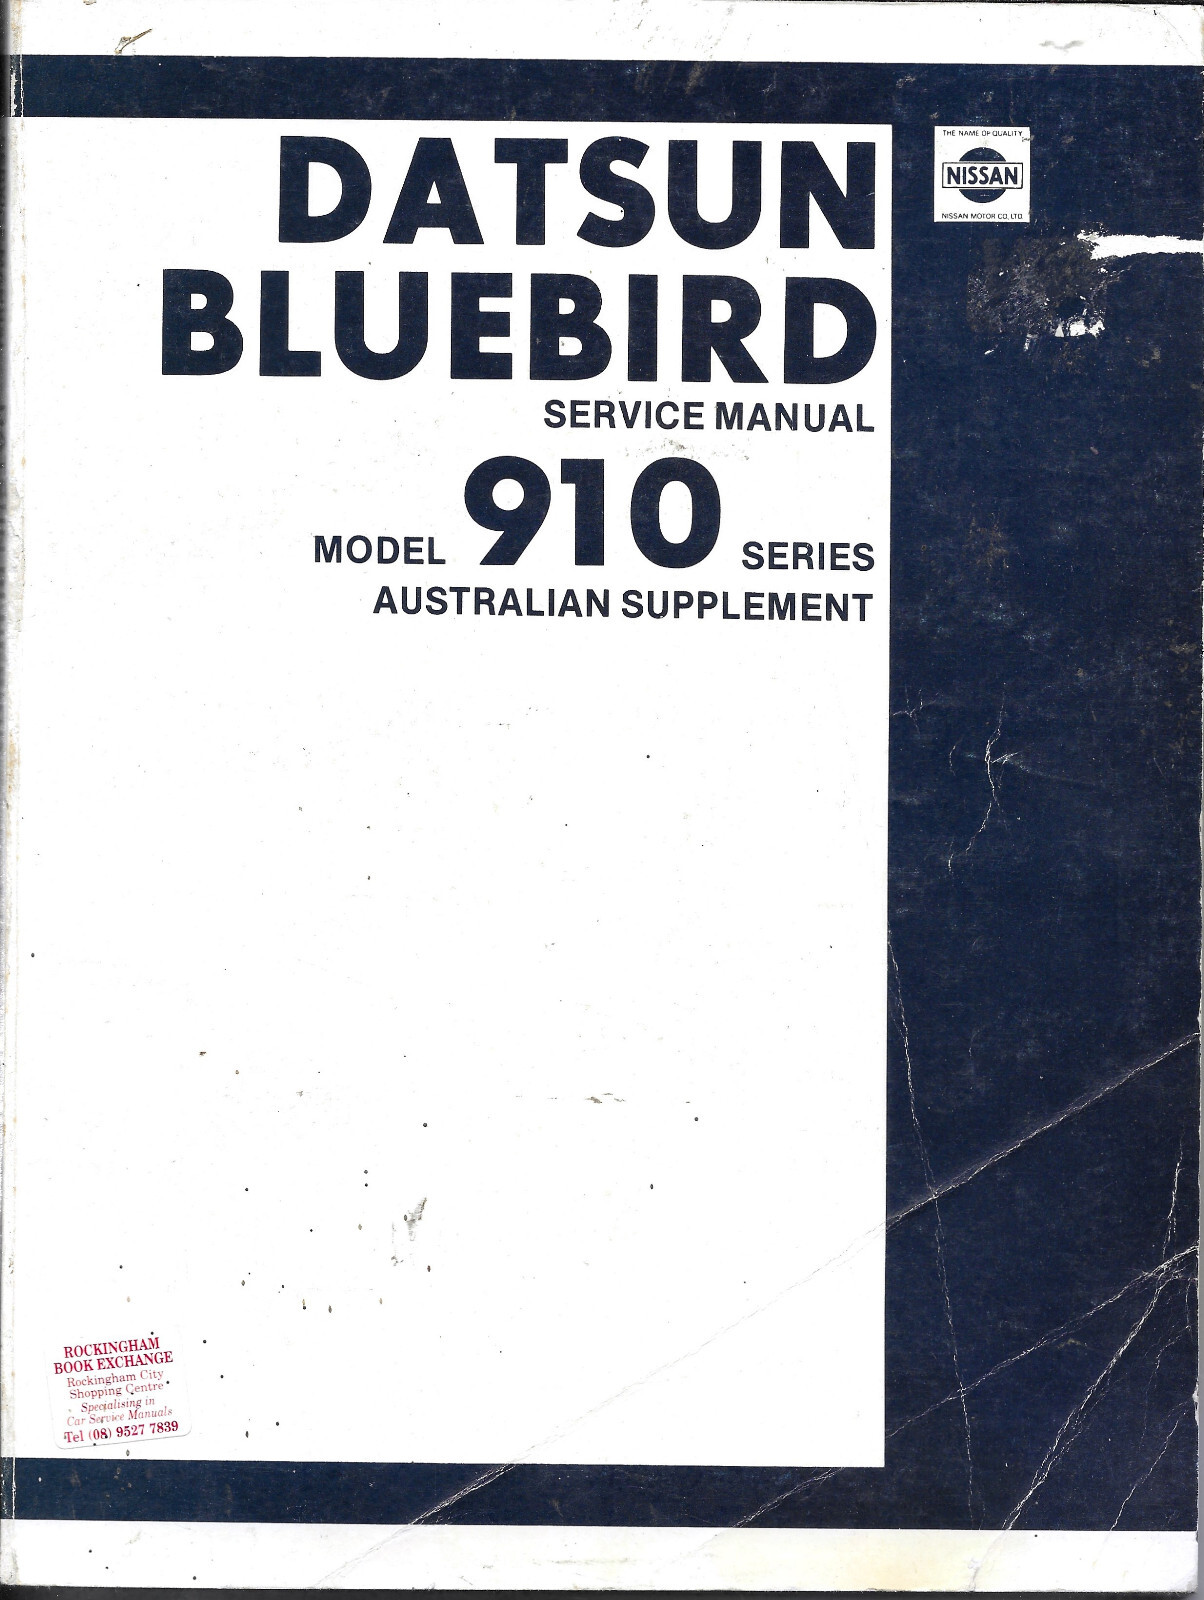 THE NAME OF QUALITY
NISSAN
NISSAN MOTOR CO., LTD.
DATSUN
BLUEBIRD
SERVICE MANUAL
MODEL 910 SERIES
AUSTRALIAN SUPPLEMENT
ROCKINGHAM
BOOK EXCHANGE
Rockingham City
Shopping Centre
Specialising in
Car Service Manuals
Tel (08) 9527 7839